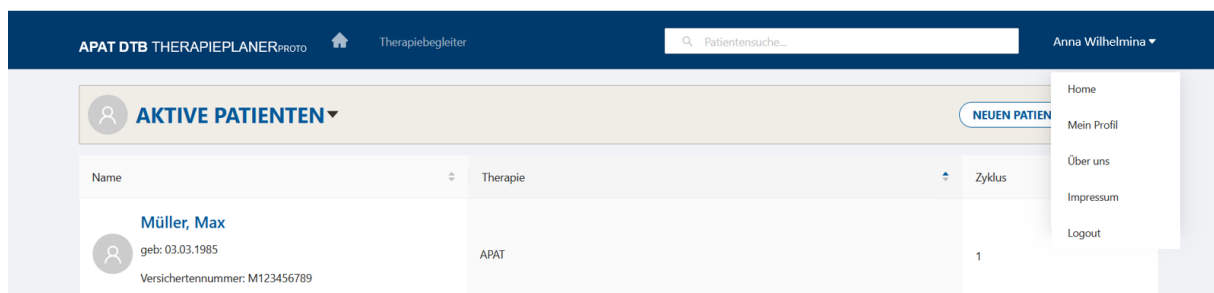 APAT DTB THERAPIEPLANERPROTO
Therapiebegleiter
Patientensuche...
Anna Wilhelmina
Home
Mein Profil
Über uns
Impressum
Logout
AKTIVE PATIENTEN
NEUEN PATIEN
Name
Therapie
Zyklus
Müller, Max
geb: 03.03.1985
Versichertennummer: M123456789
APAT
1